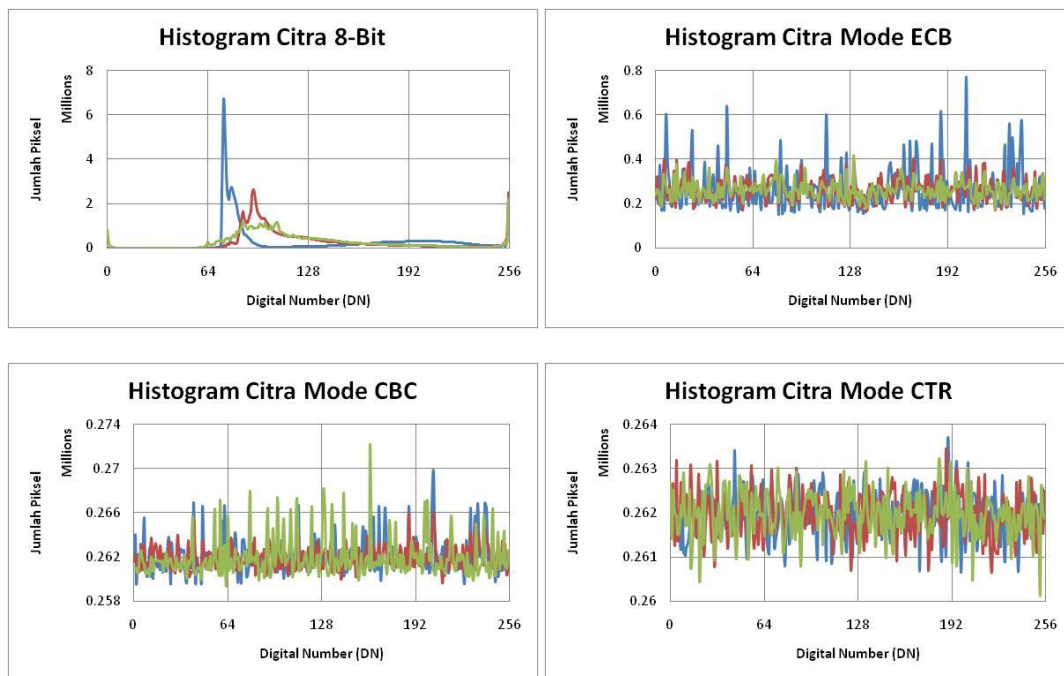 Histogram Citra 8-Bit
Jumlah Piksel
Millions
8
6
4
2
0
0 64 128 192 256
Digital Number (DN)
Histogram Citra Mode ECB
Jumlah Piksel
Millions
0.8
0.6
0.4
0.2
0
0 64 128 192 256
Digital Number (DN)
Histogram Citra Mode CBC
Jumlah Piksel
Millions
0.274
0.27
0.266
0.262
0.258
0 64 128 192 256
Digital Number (DN)
Histogram Citra Mode CTR
Jumlah Piksel
Millions
0.264
0.263
0.262
0.261
0.26
0 64 128 192 256
Digital Number (DN)